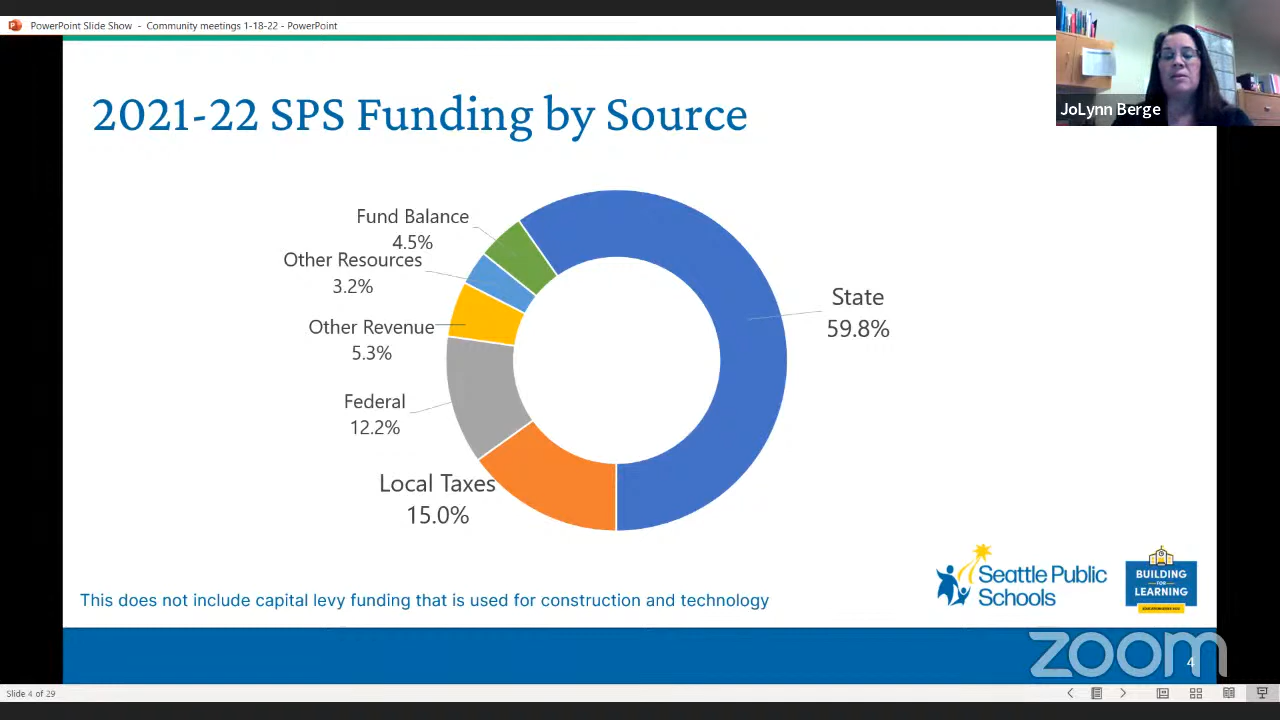 PowerPoint Slide Show - Community meetings 1-18-22 - PowerPoint
JoLynn Berge
2021-22 SPS Funding by Source
Fund Balance
4.5%
Other Resources
3.2%
Other Revenue
5.3%
Federal
12.2%
Local Taxes
15.0%
State
59.8%
This does not include capital levy funding that is used for construction and technology
Seattle Public
Schools
BUILDING
FOR
LEARNING
zoom
4
Slide 4 of 29